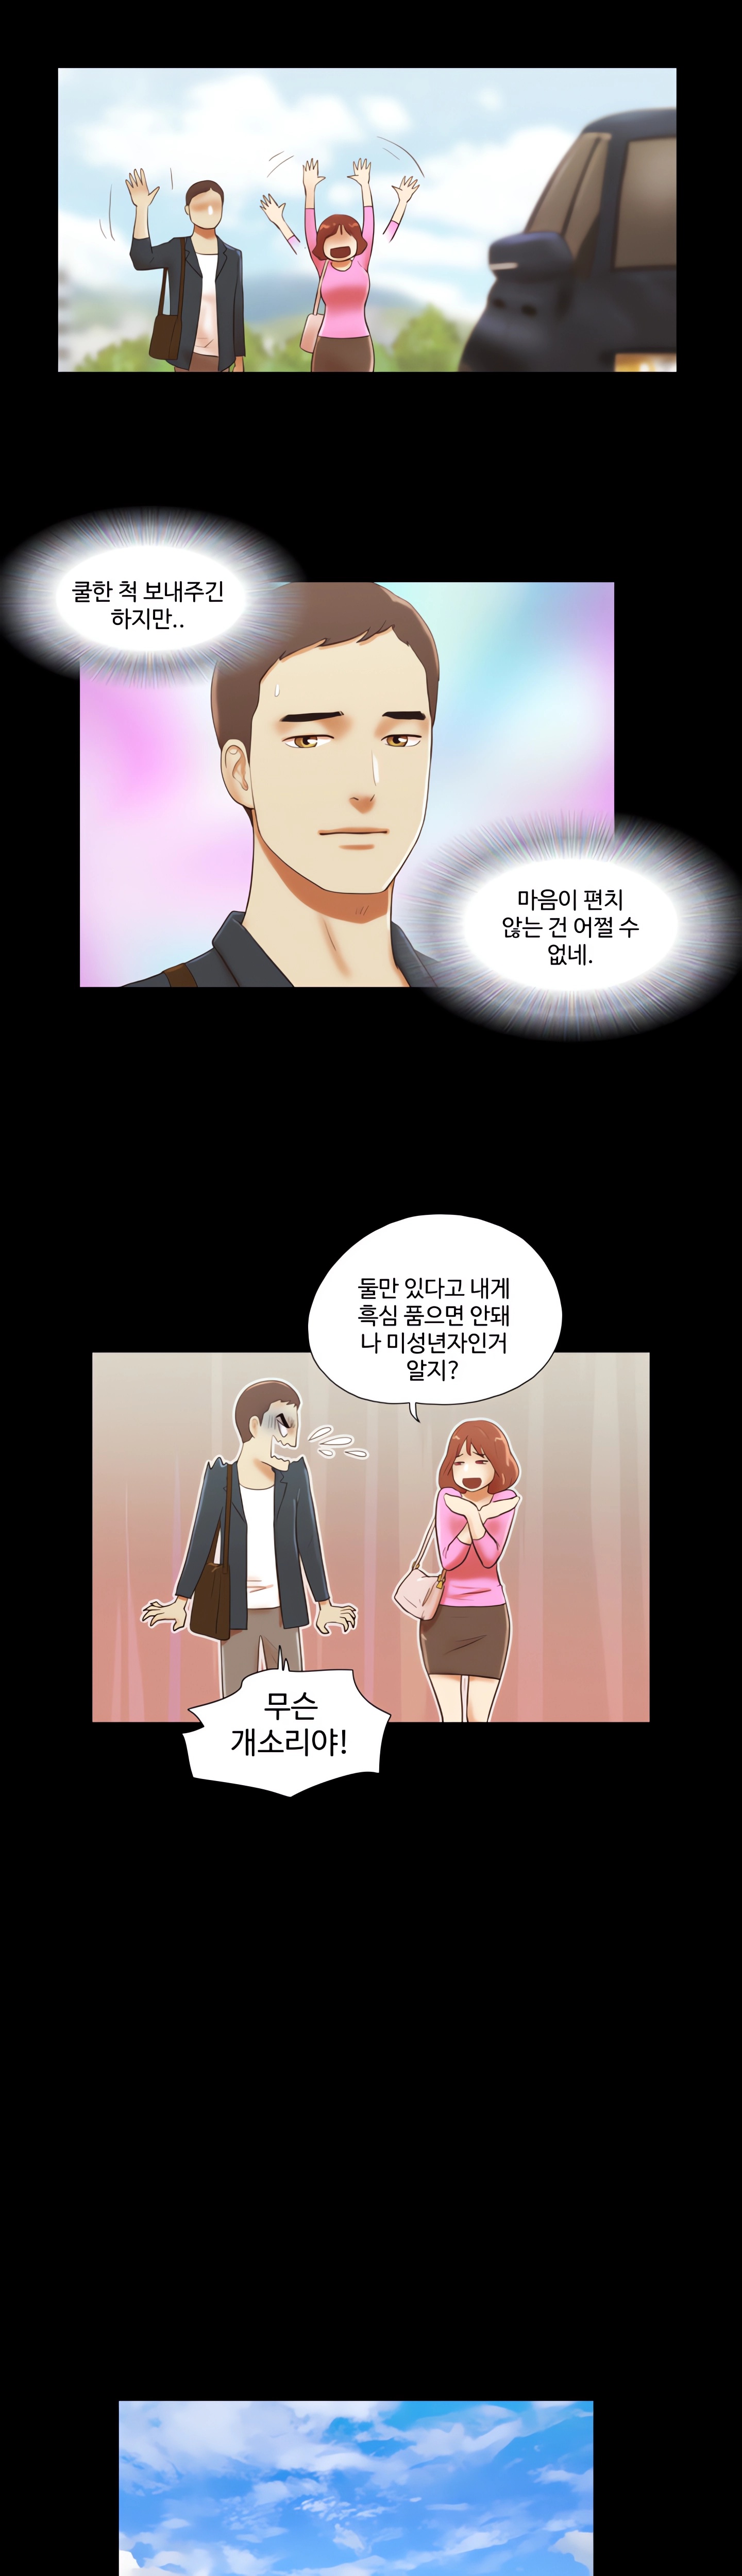 쿨한 척 보내주긴
하지만..
마음이 편치
않는 건 어쩔 수
없네.
둘만 있다고 내게
흑심 품으면 안돼
나 미성년자인거
알지?
무슨
개소리야!